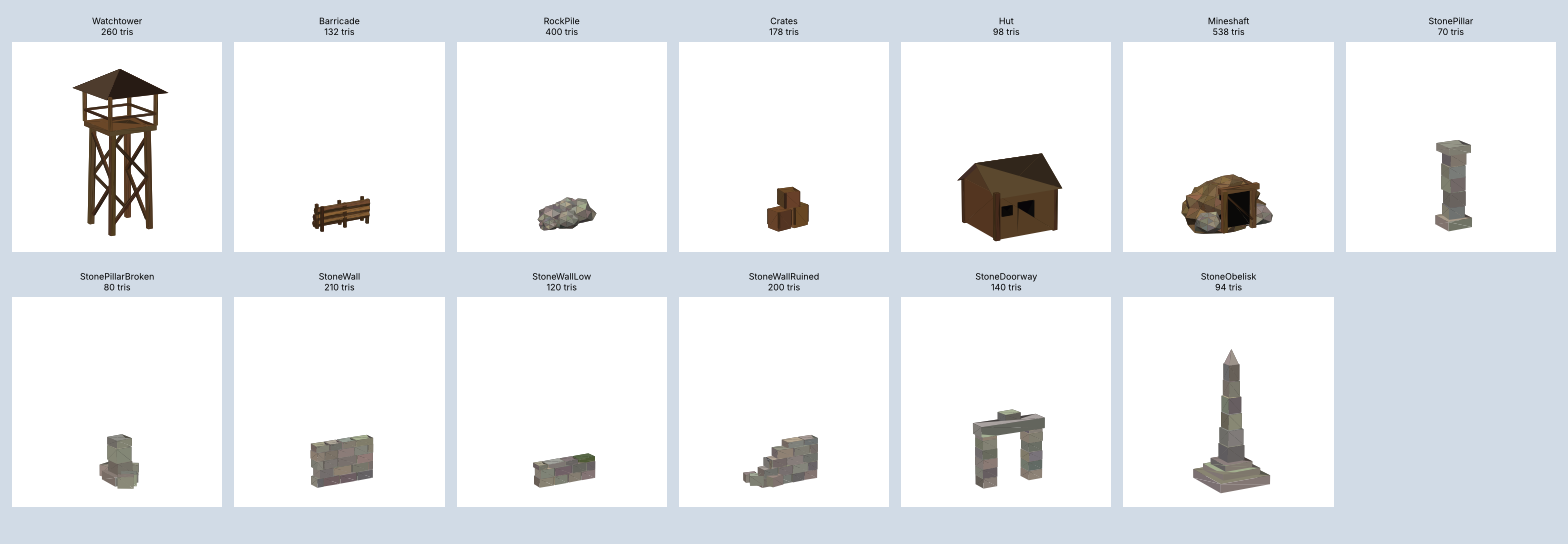 Watchtower
260 tris
Barricade
132 tris
RockPile
400 tris
Crates
178 tris
Hut
98 tris
Mineshaft
538 tris
StonePillar
70 tris
StonePillarBroken
80 tris
StoneWall
210 tris
StoneWallLow
120 tris
StoneWallRuined
200 tris
StoneDoorway
140 tris
StoneObelisk
94 tris